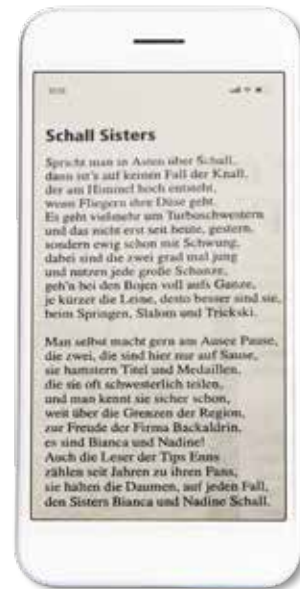 Schall Sisters
Spricht man in Asten über Schall,
dann ist's auf keinen Fall der Knall,
der am Himmel hoch entsteht,
wenn Fliegern ihre Düse geht.
Es geht vielmehr um Turboschwestern
und das nicht erst seit heute, gestern,
sondern ewig schon mit Schwung,
dabei sind die zwei grad mal jung
und nutzen jede große Schanze,
geh'n bei den Bojen voll aufs Ganze,
je kürzer die Leine, desto besser sind sie,
beim Springen, Slalom und Trickski.
Man selbst macht gern am Ausee Pause,
die zwei, die sind hier nur auf Sause,
sie hamstern Titel und Medaillen,
die sie oft schwesterlich teilen,
und man kennt sie sicher schon,
weit über die Grenzen der Region,
zur Freude der Firma Backaldrin,
es sind Bianca und Nadine!
Auch die Leser der Tips Enns
zählen seit Jahren zu ihren Fans,
sie halten die Daumen, auf jeden Fall,
den Sisters Bianca und Nadine Schall.